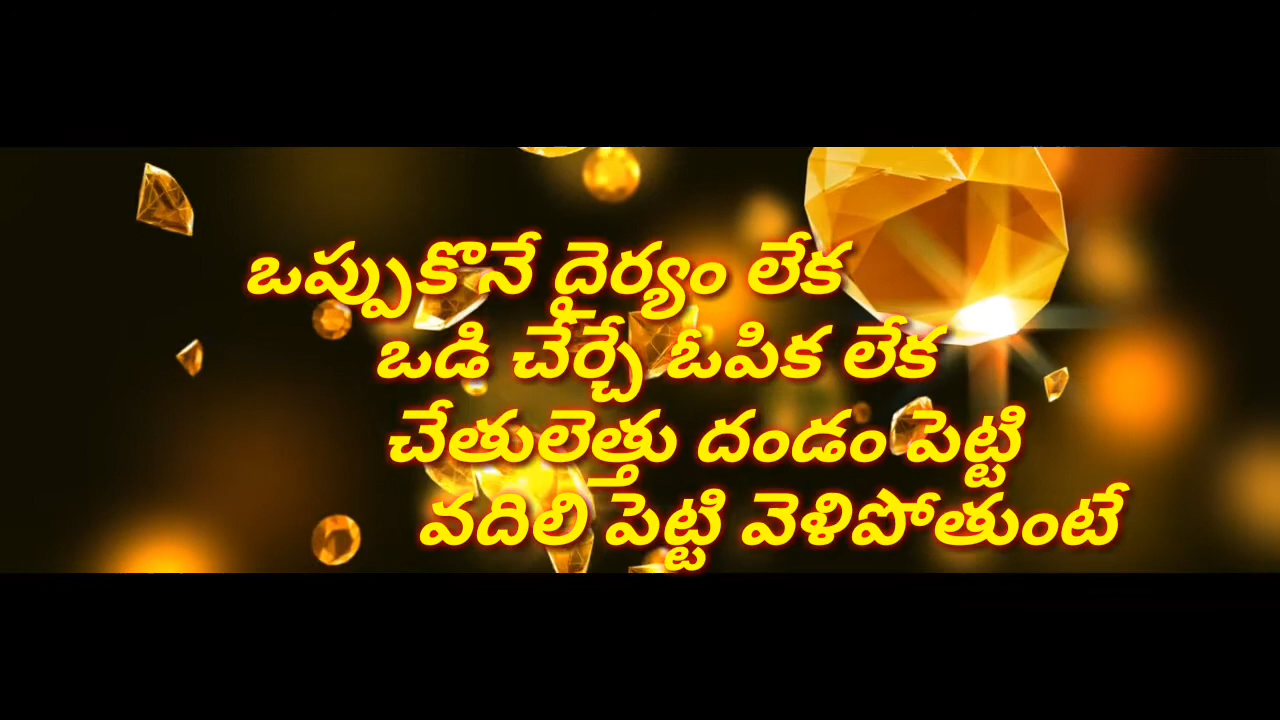 ఒప్పుకొనే దైర్యం లేక
ఒడి చేర్చే ఓపిక లేక
చేతులెత్తు దండం పెట్టి
వదిలి పెట్టి వెళిపోతుంటే